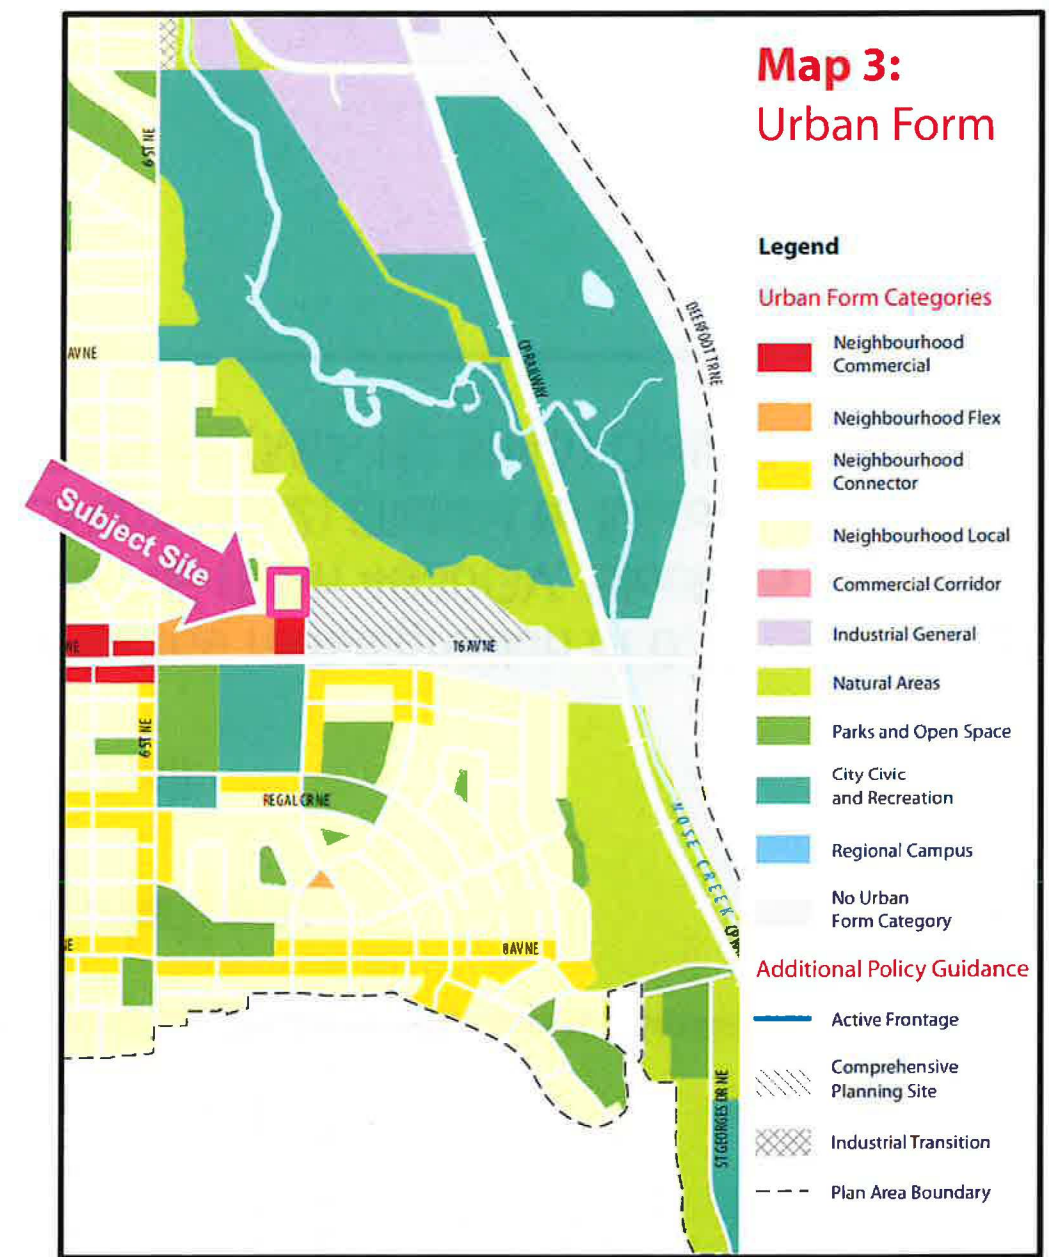 Map 3:
Urban Form
Legend
Urban Form Categories
Neighbourhood
Commercial
Neighbourhood Flex
Neighbourhood
Connector
Neighbourhood Local
Commercial Corridor
Industrial General
Natural Areas
Parks and Open Space
City Civic
and Recreation
Regional Campus
No Urban
Form Category
Additional Policy Guidance
Active Frontage
Comprehensive
Planning Site
Industrial Transition
Plan Area Boundary
6 ST NE
AV NE
DEERFOOT TR NE
CP RAILWAY
Subject Site
NE
16 AV NE
6 ST NE
REGAL CR NE
NOSE CREEK
NE
8 AV NE
ST GEORGES DR NE